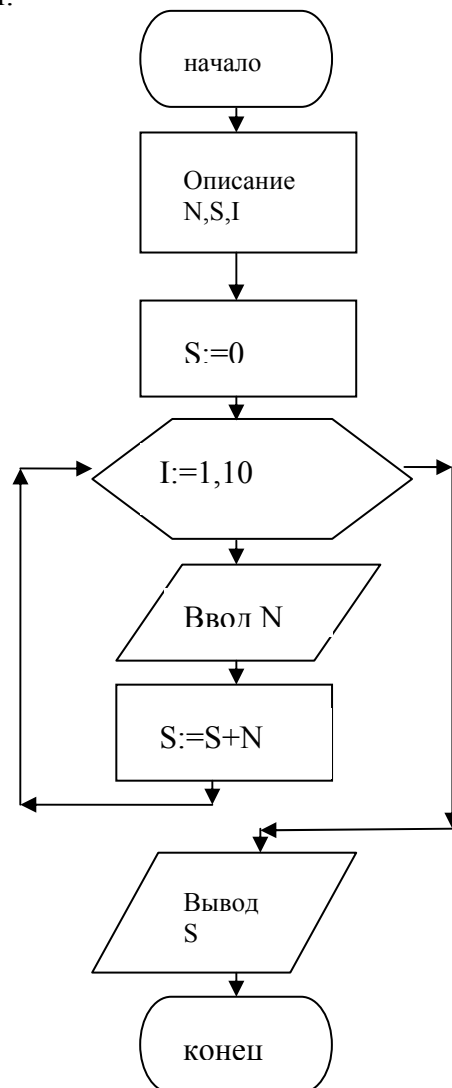 начало
Описание
N,S,I
S:=0
I:=1,10
Ввод N
S:=S+N
Вывод
S
конец